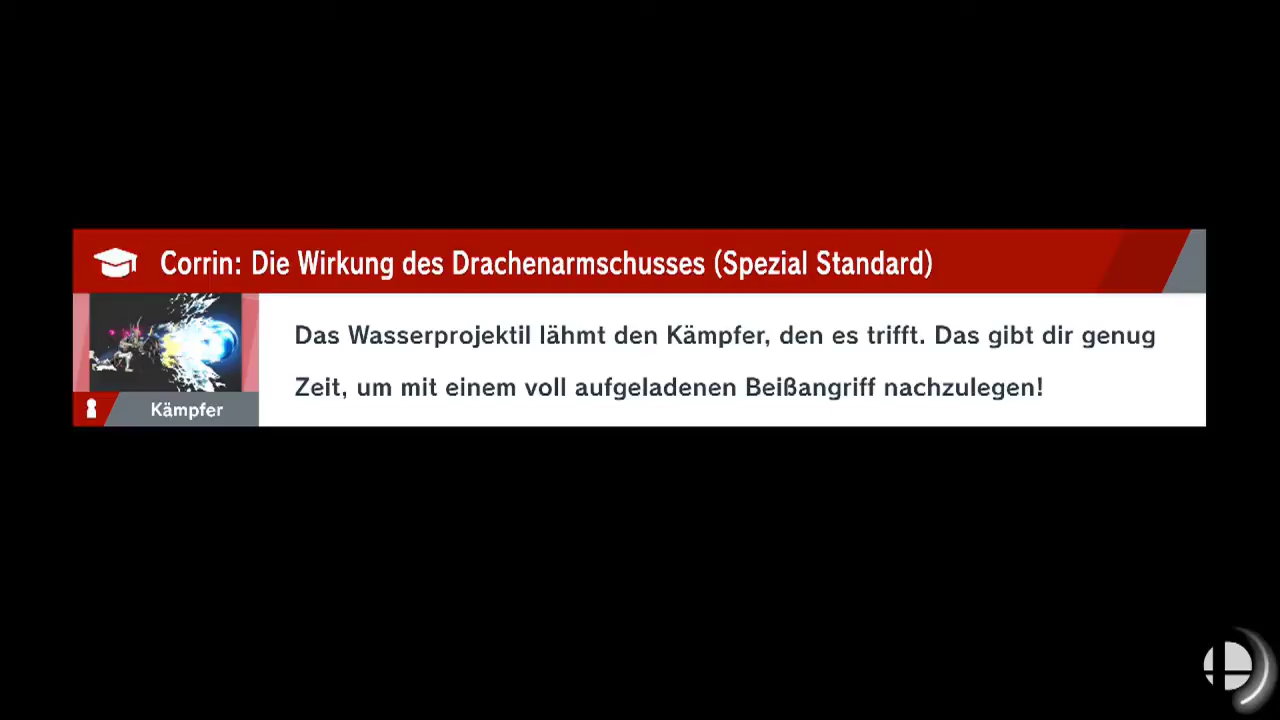 Corrin: Die Wirkung des Drachenarmschusses (Spezial Standard)
Das Wasserprojektil lähmt den Kämpfer, den es trifft. Das gibt dir genug
Zeit, um mit einem voll aufgeladenen Beißangriff nachzulegen!
Kämpfer